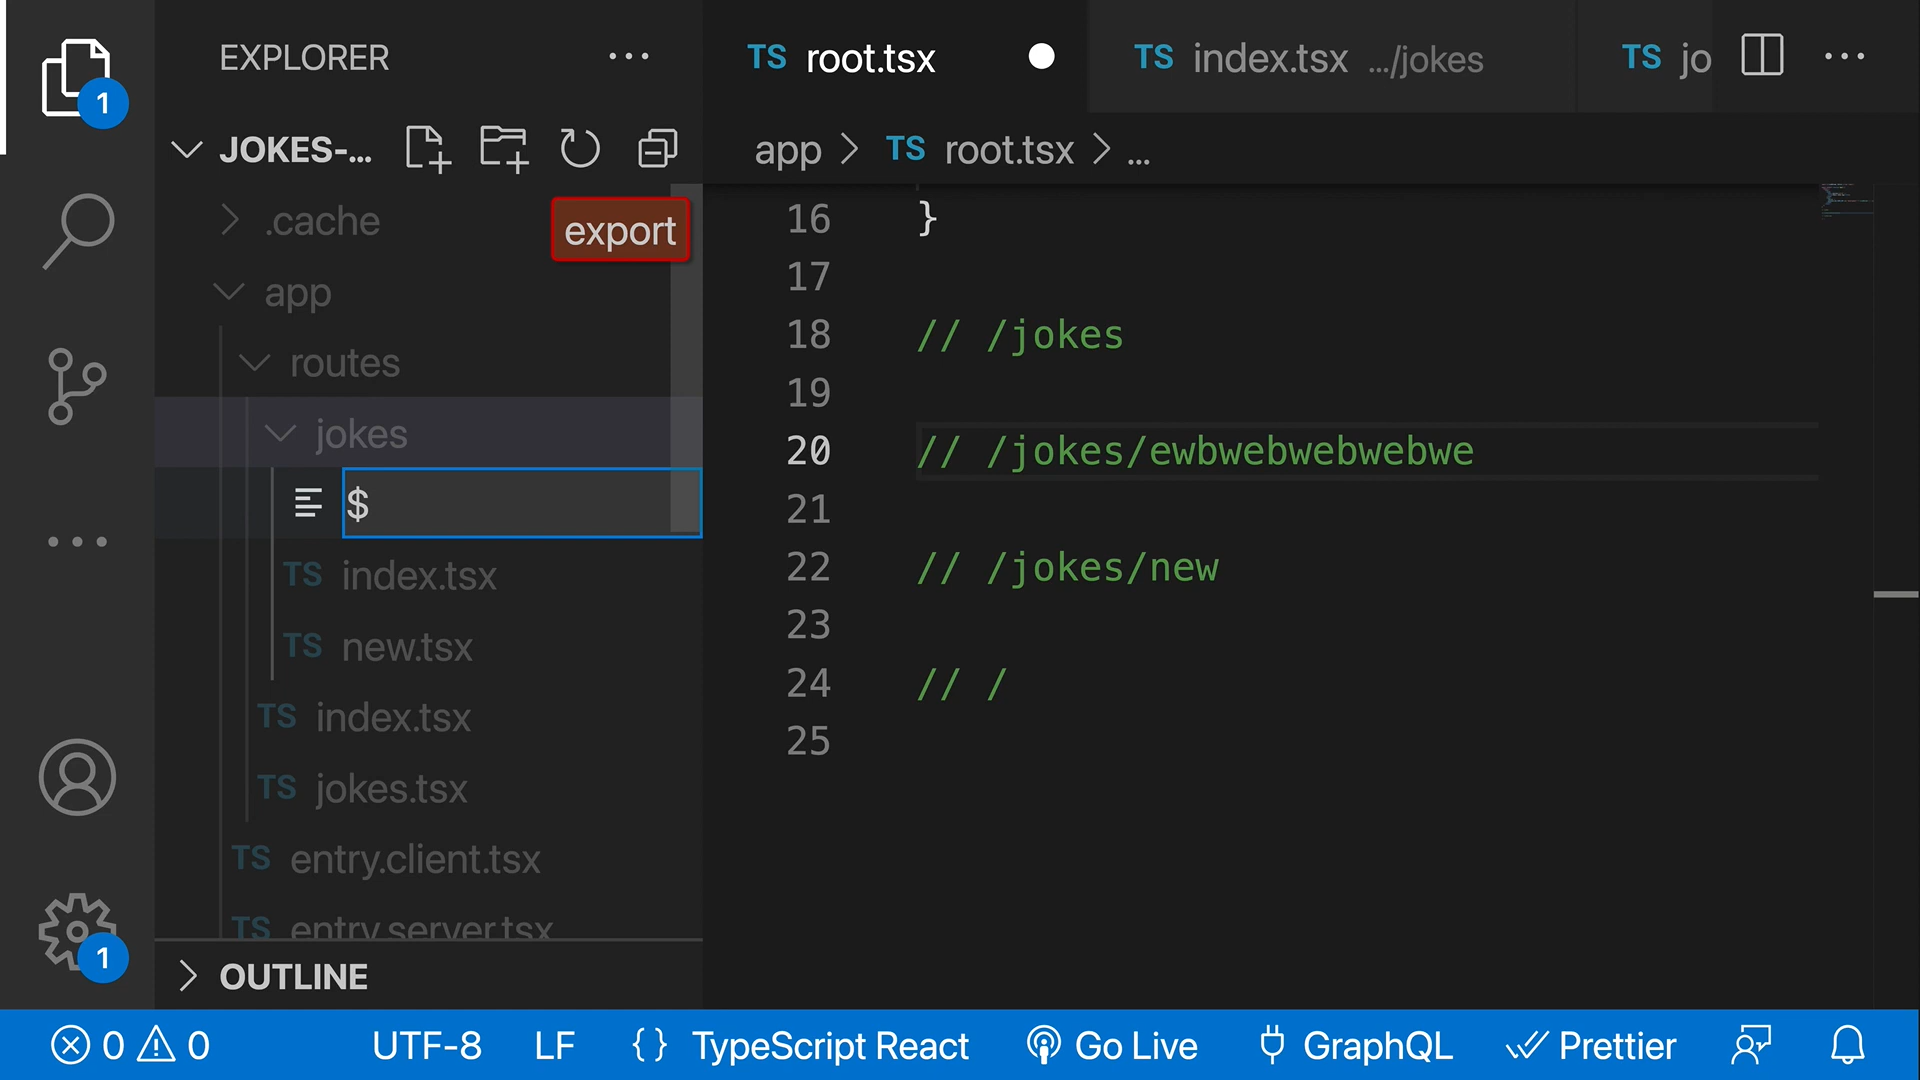 EXPLORER
TS root.tsx
TS index.tsx .../jokes
TS jo
1
JOKES-...
app > TS root.tsx > ...
.cache
export
app
routes
jokes
$
TS index.tsx
TS new.tsx
TS index.tsx
TS jokes.tsx
TS entry.client.tsx
TS entry.server.tsx
OUTLINE
1
16 }
17
18 // /jokes
19
20 // /jokes/ewbwebwebwebwe
21
22 // /jokes/new
23
24 // /
25
0 0 UTF-8 LF {} TypeScript React Go Live GraphQL Prettier